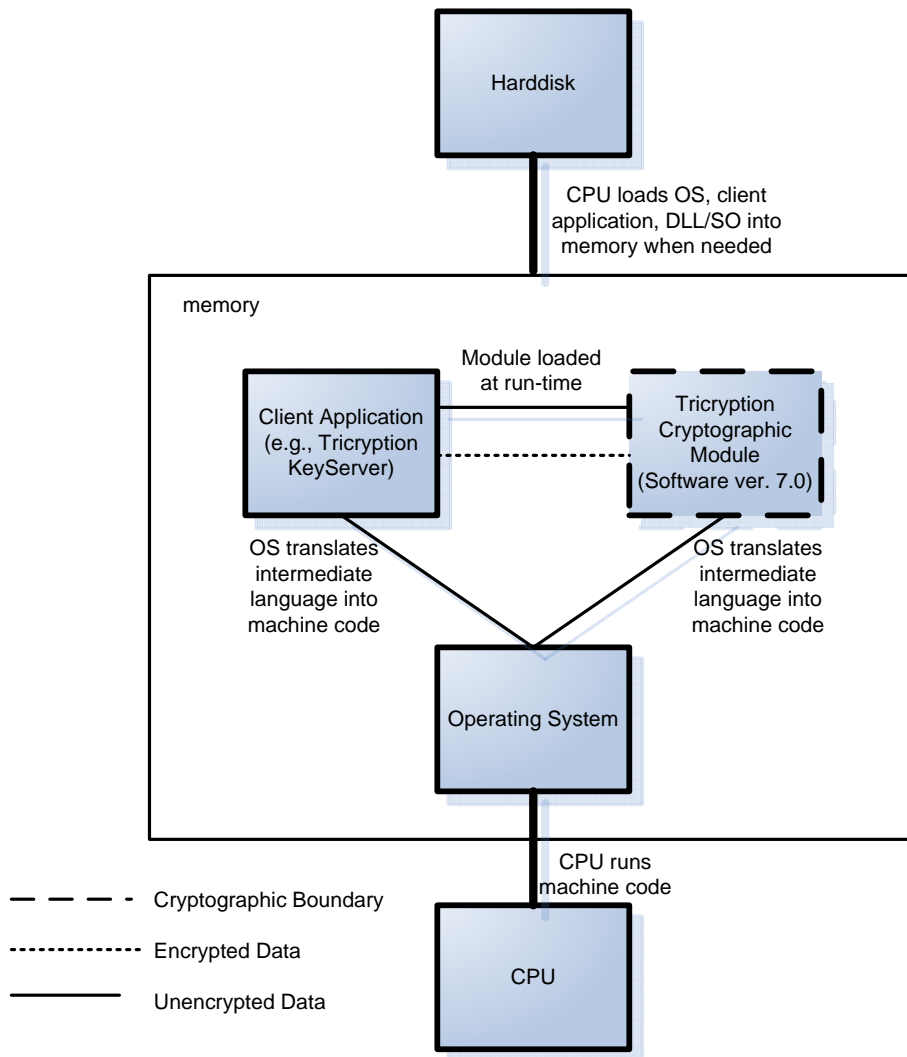 Harddisk
CPU loads OS, client
application, DLL/SO into
memory when needed
memory
Module loaded
at run-time
Client Application
(e.g., Tricryption
KeyServer)
Tricryption
Cryptographic
Module
(Software ver. 7.0)
OS translates
intermediate
language into
machine code
OS translates
intermediate
language into
machine code
Operating System
CPU runs
machine code
Cryptographic Boundary
Encrypted Data
Unencrypted Data
CPU